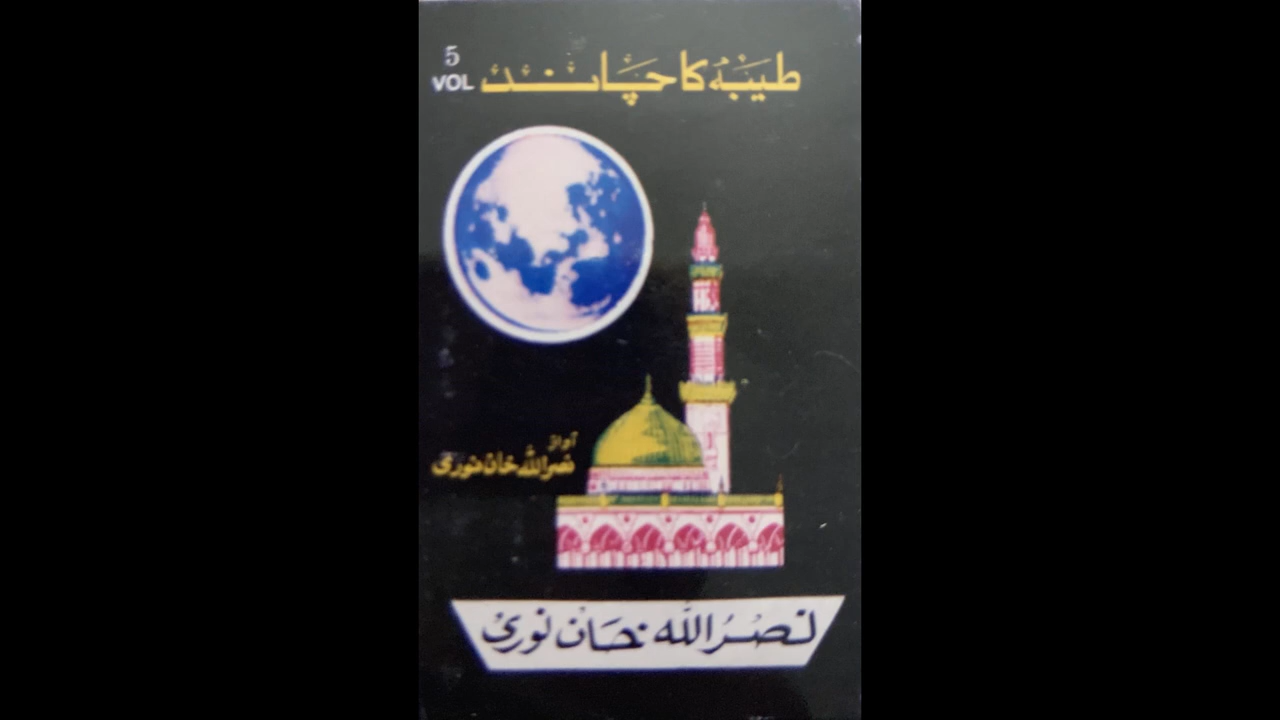 طیبہ کا چاند
5
VOL
آواز
نصر اللہ خان نوری
نصر اللہ خان نوری